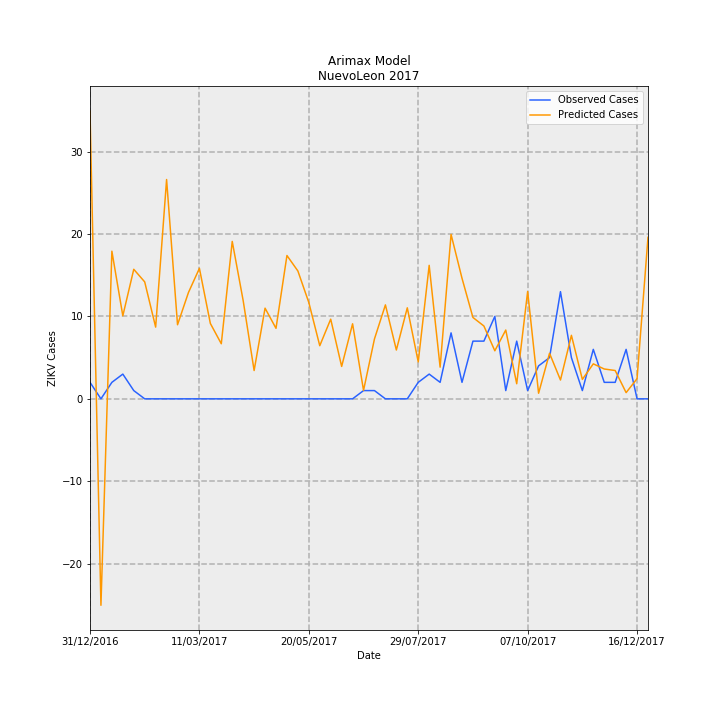 Arimax Model
NuevoLeon 2017
Observed Cases
Predicted Cases
ZIKV Cases
30
20
10
0
−10
−20
31/12/2016
11/03/2017
20/05/2017
29/07/2017
07/10/2017
16/12/2017
Date